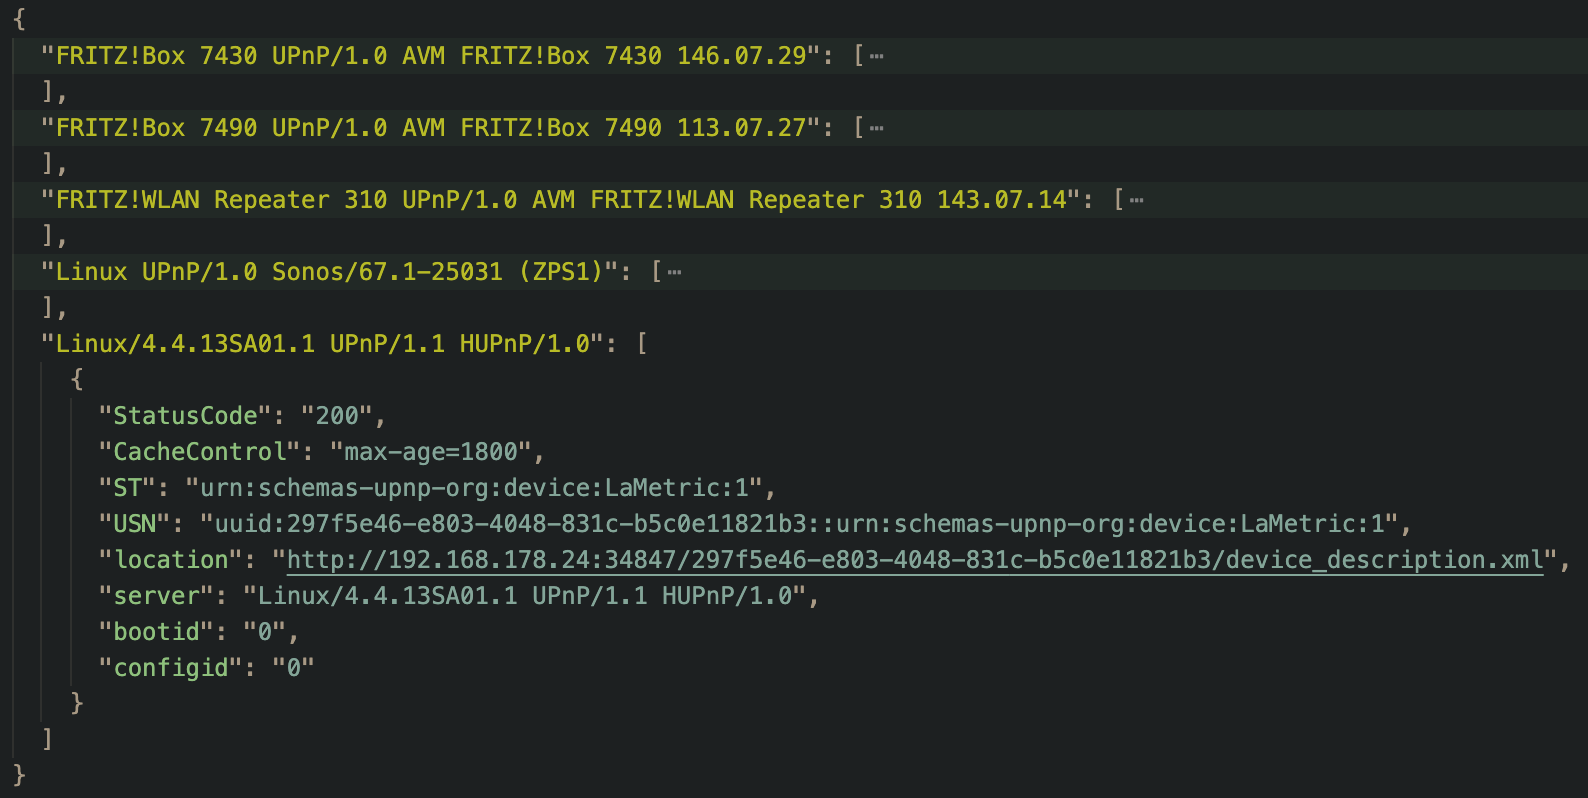 {
"FRITZ!Box 7430 UPnP/1.0 AVM FRITZ!Box 7430 146.07.29": [⋯
],
"FRITZ!Box 7490 UPnP/1.0 AVM FRITZ!Box 7490 113.07.27": [⋯
],
"FRITZ!WLAN Repeater 310 UPnP/1.0 AVM FRITZ!WLAN Repeater 310 143.07.14": [⋯
],
"Linux UPnP/1.0 Sonos/67.1-25031 (ZPS1)": [⋯
],
"Linux/4.4.13SA01.1 UPnP/1.1 HUPnP/1.0": [
{
"StatusCode": "200",
"CacheControl": "max-age=1800",
"ST": "urn:schemas-upnp-org:device:LaMetric:1",
"USN": "uuid:297f5e46-e803-4048-831c-b5c0e11821b3::urn:schemas-upnp-org:device:LaMetric:1",
"location": "http://192.168.178.24:34847/297f5e46-e803-4048-831c-b5c0e11821b3/device_description.xml",
"server": "Linux/4.4.13SA01.1 UPnP/1.1 HUPnP/1.0",
"bootid": "0",
"configid": "0"
}
]
}